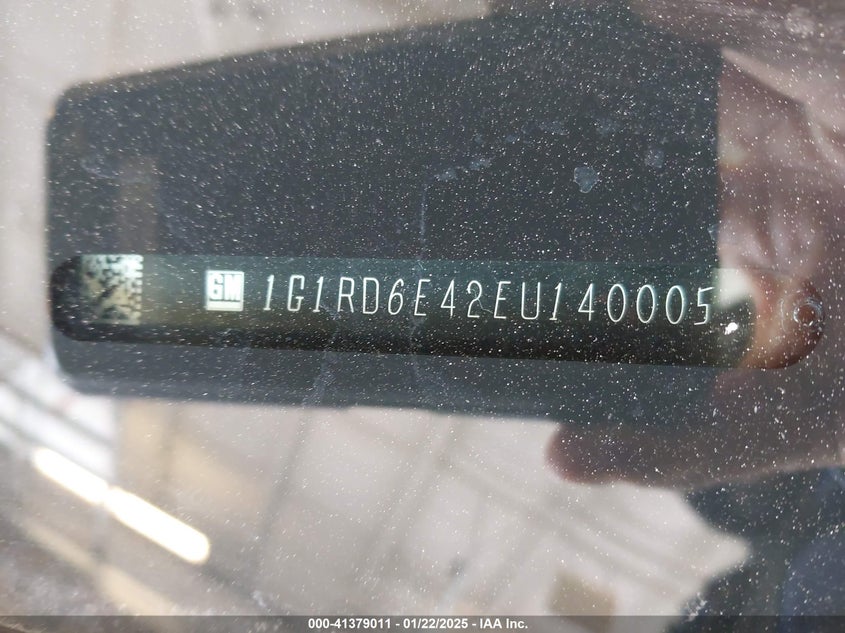 GM 1G1RD6E42EU140005
000-41379011 - 01/22/2025 - IAA Inc.